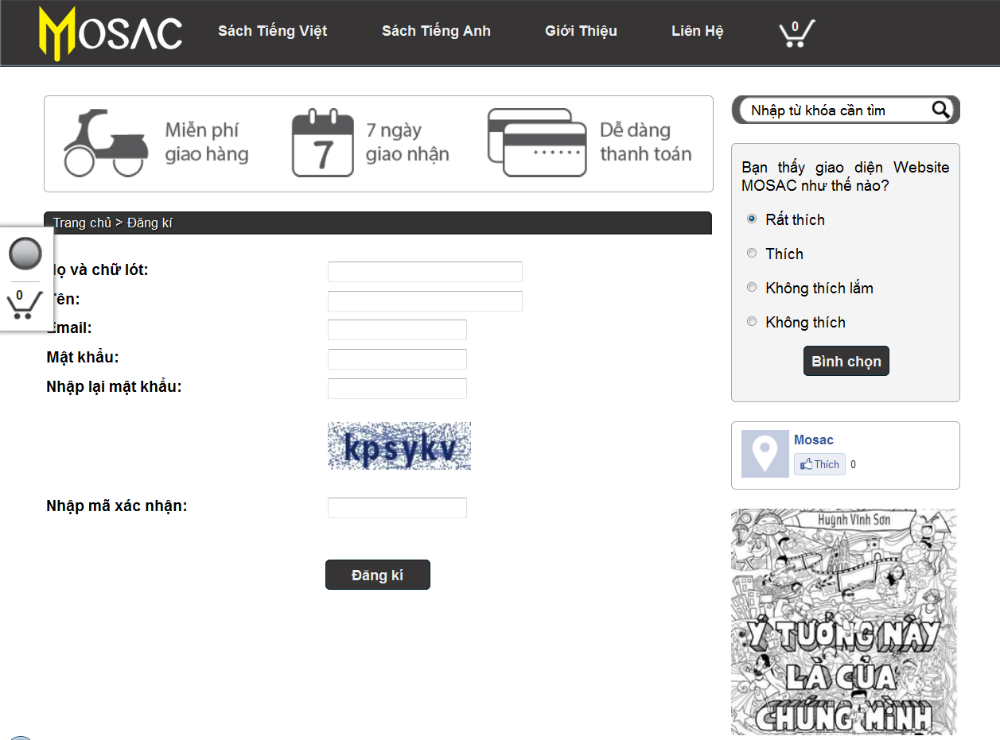 MOSAC
Sách Tiếng Việt
Sách Tiếng Anh
Giới Thiệu
Liên Hệ
0
Miễn phí
giao hàng
7
7 ngày
giao nhận
Dễ dàng
thanh toán
Nhập từ khóa cần tìm
Bạn thấy giao diện Website
MOSAC như thế nào?
Rất thích
Thích
Không thích lắm
Không thích
Bình chọn
Trang chủ > Đăng kí
0
ọ và chữ lót:
ên:
Email:
Mật khẩu:
Nhập lại mật khẩu:
kpsykv
Nhập mã xác nhận:
Đăng kí
Mosac
Thích 0
Huỳnh Vĩnh Sơn
Ý TƯỞNG NÀY
LÀ CỦA
CHÚNG MÌNH